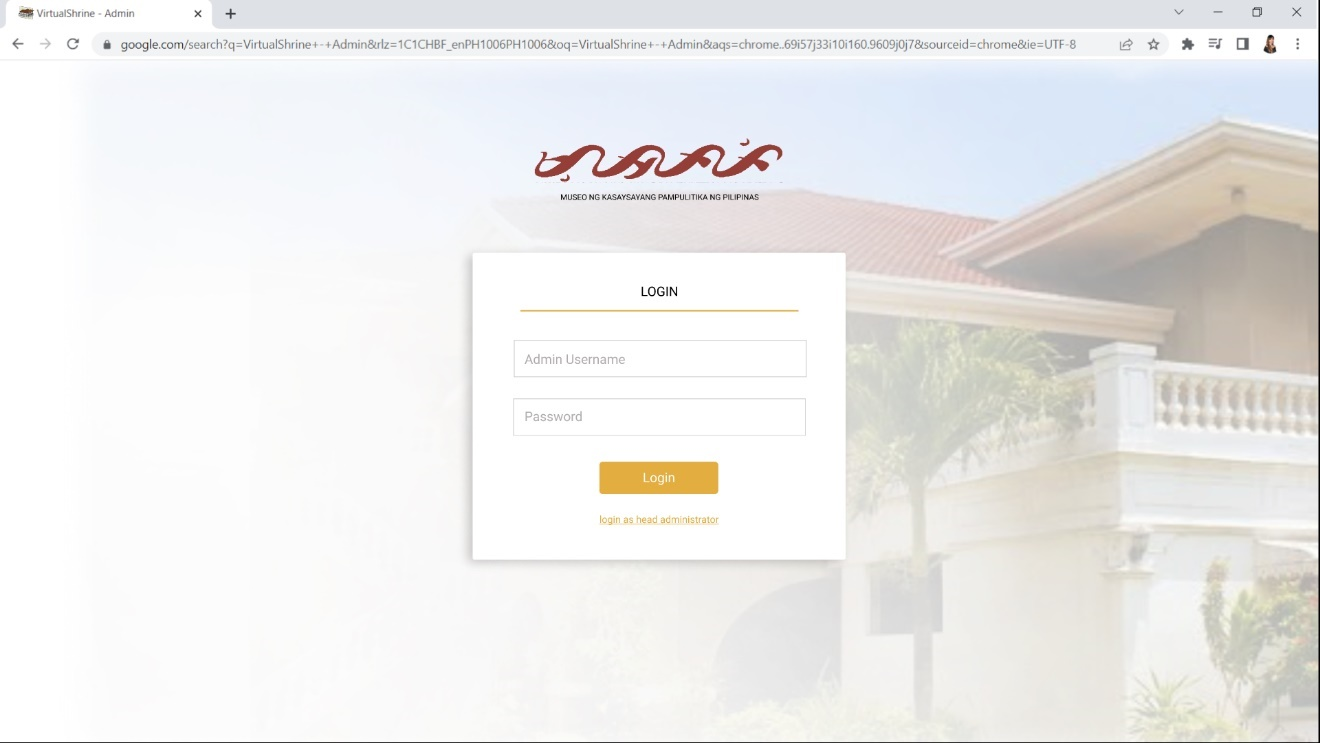 VirtualShrine - Admin
google.com/search?q=VirtualShrine+-+Admin&rlz=1C1CHBF_enPH1006PH1006&oq=VirtualShrine+-+Admin&aqs=chrome..69i57j33i10i160.9609j0j7&sourceid=chrome&ie=UTF-8
MUSEO NG KASAYSAYANG PAMPULITIKA NG PILIPINAS
LOGIN
Admin Username
Password
Login
login as head administrator